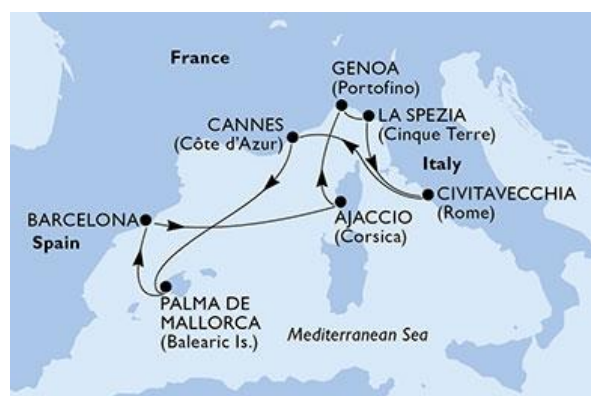 France
GENOA
(Portofino)
LA SPEZIA
(Cinque Terre)
CANNES
(Côte d'Azur)
Italy
CIVITAVECCHIA
(Rome)
BARCELONA
Spain
AJACCIO
(Corsica)
PALMA DE
MALLORCA
(Balearic Is.)
Mediterranean Sea